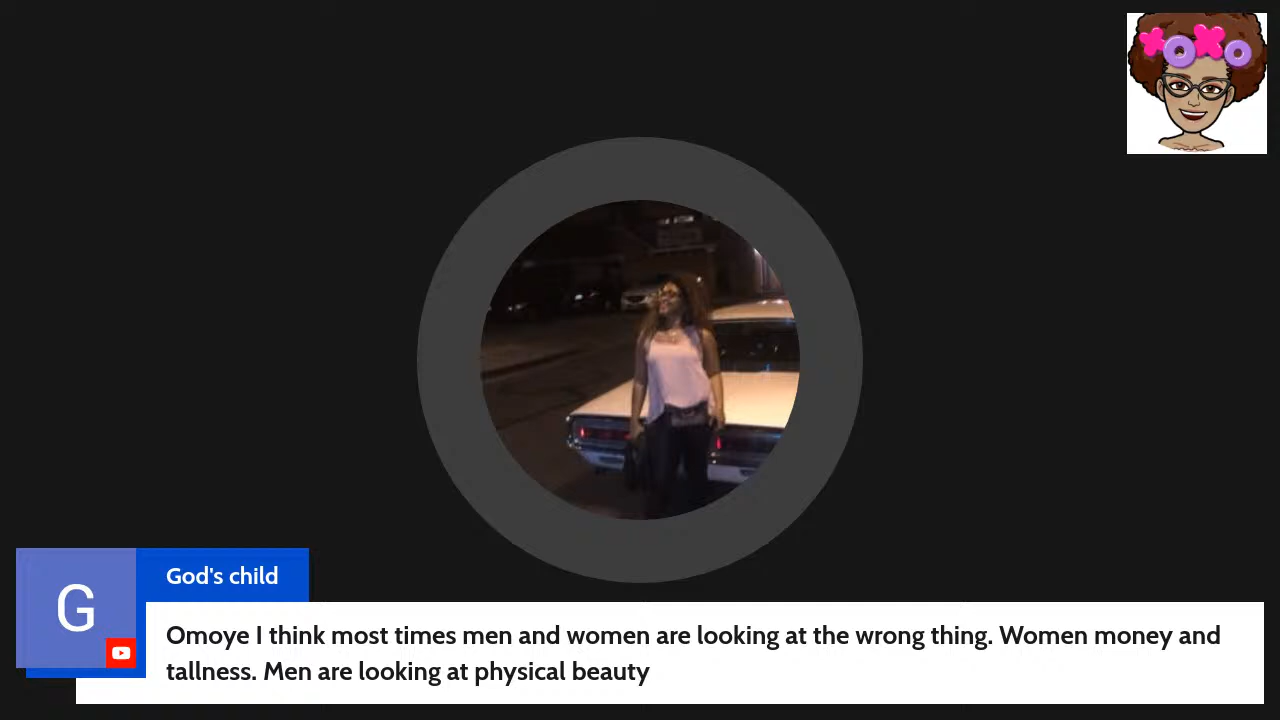 XOXO
G
God's child
Omoye I think most times men and women are looking at the wrong thing. Women money and
tallness. Men are looking at physical beauty